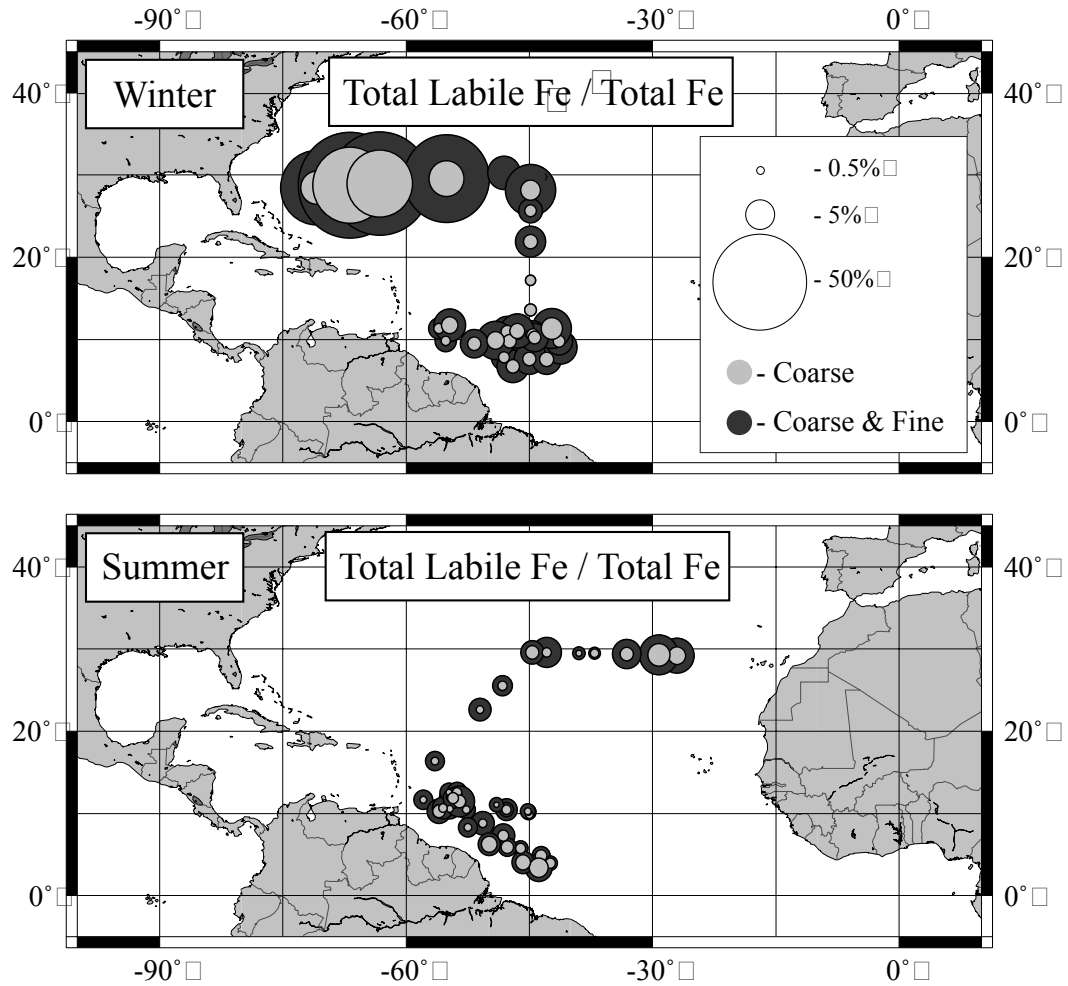 -90° -60° -30° 0°
Winter
Total Labile Fe / Total Fe
40° 40°
- 0.5%
- 5%
20° 20°
- 50%
- Coarse
0° - Coarse & Fine 0°
Summer
Total Labile Fe / Total Fe
40° 40°
20° 20°
0° 0°
-90° -60° -30° 0°